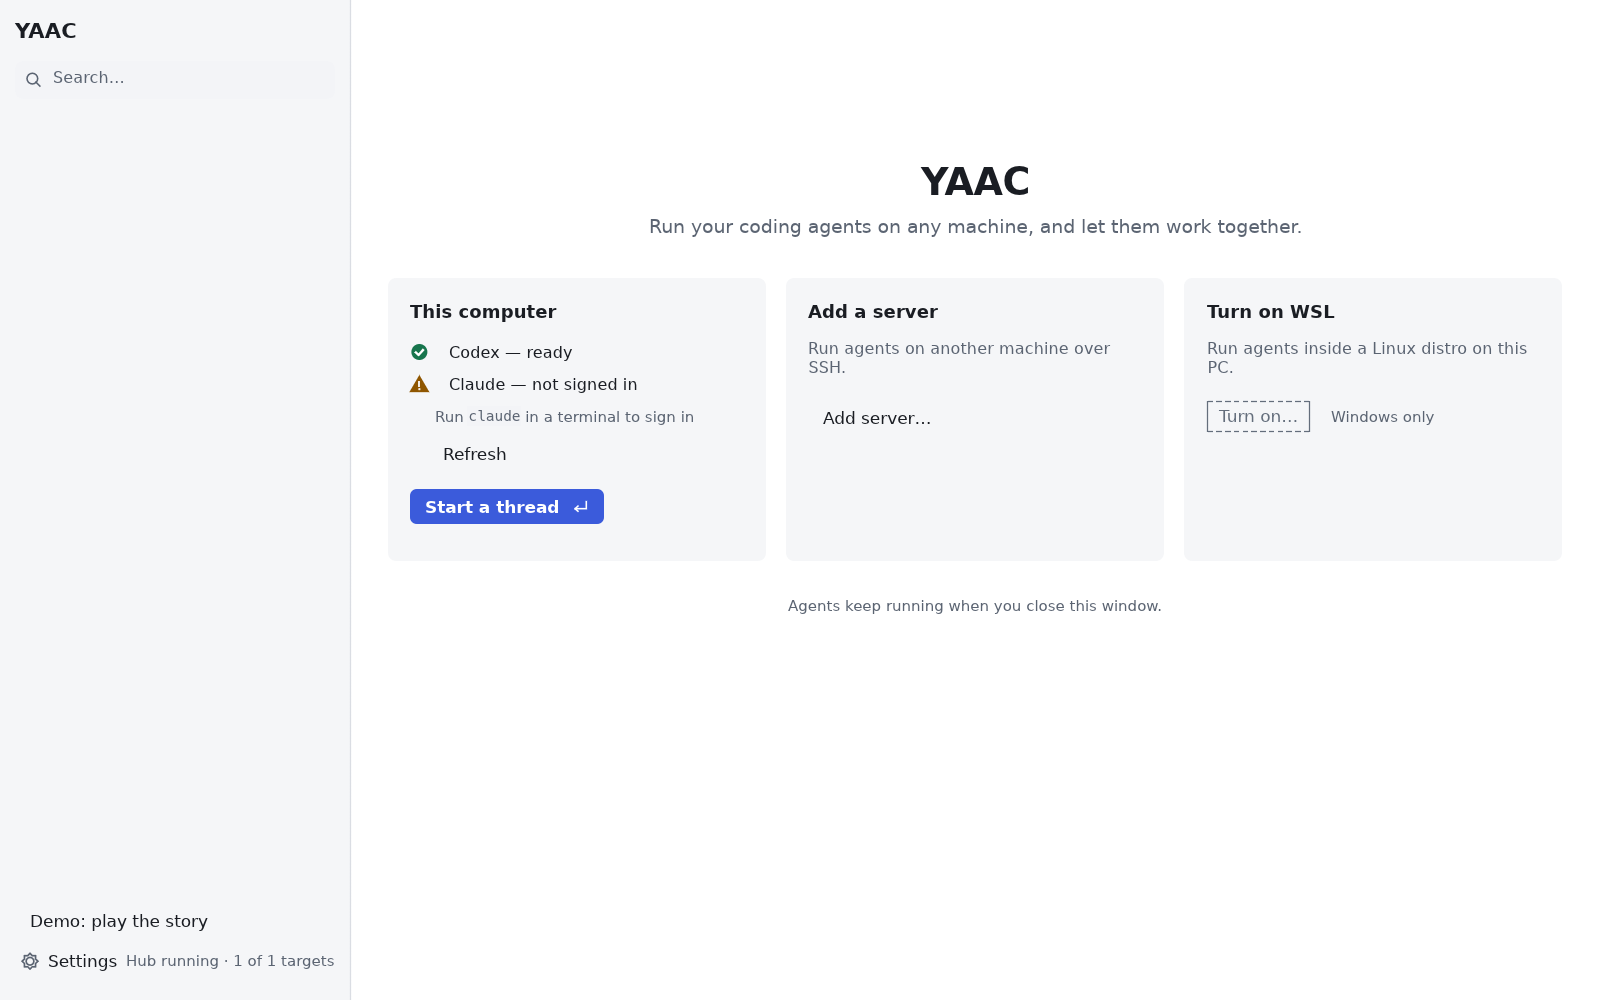 YAAC
Search...
YAAC
Run your coding agents on any machine, and let them work together.
This computer
Codex — ready
Claude — not signed in
Run claude in a terminal to sign in
Refresh
Start a thread ↵
Add a server
Run agents on another machine over
SSH.
Add server...
Turn on WSL
Run agents inside a Linux distro on this
PC.
Turn on... Windows only
Agents keep running when you close this window.
Demo: play the story
Settings Hub running · 1 of 1 targets